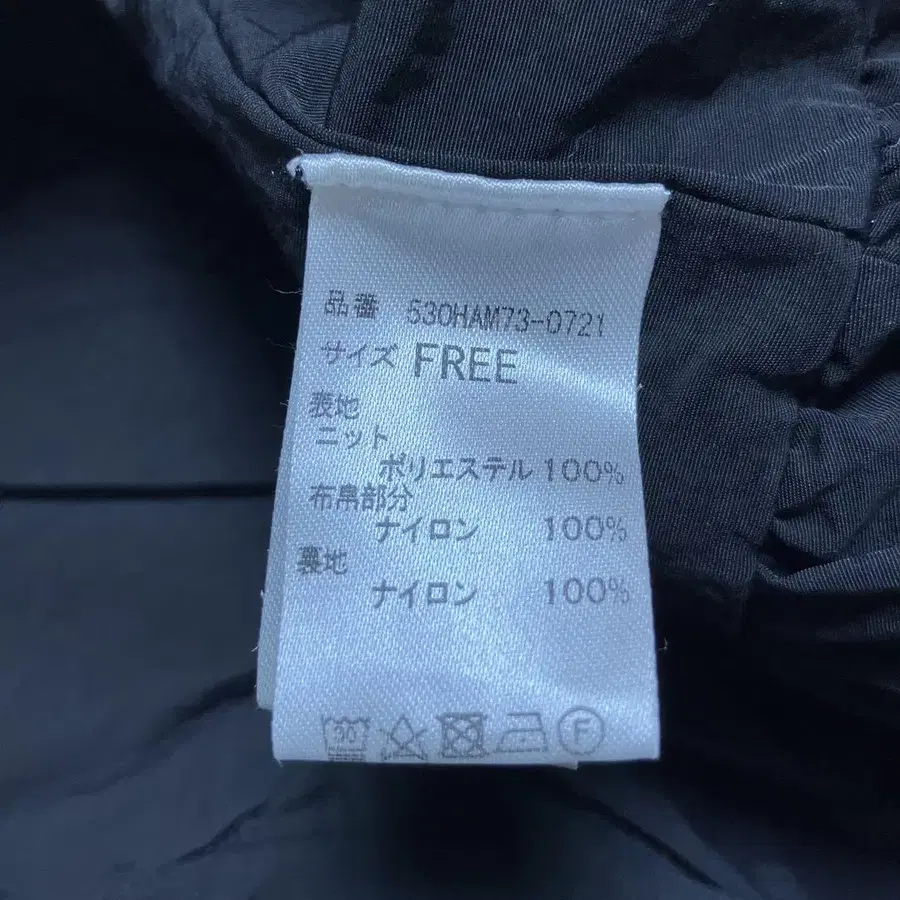 品番 530HAM73-0721
サイズ FREE
表地
ニット
ポリエステル 100%
布帛部分
ナイロン 100%
裏地
ナイロン 100%
30 F